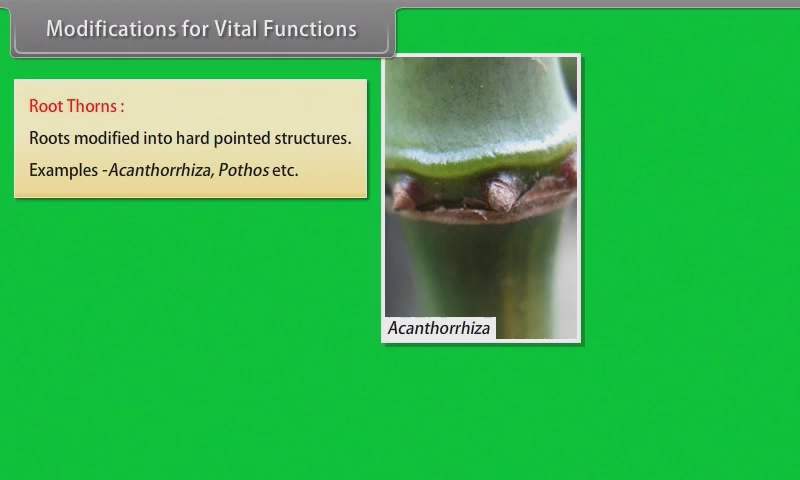 Modifications for Vital Functions
Root Thorns :
Roots modified into hard pointed structures.
Examples -Acanthorrhiza, Pothos etc.
Acanthorrhiza